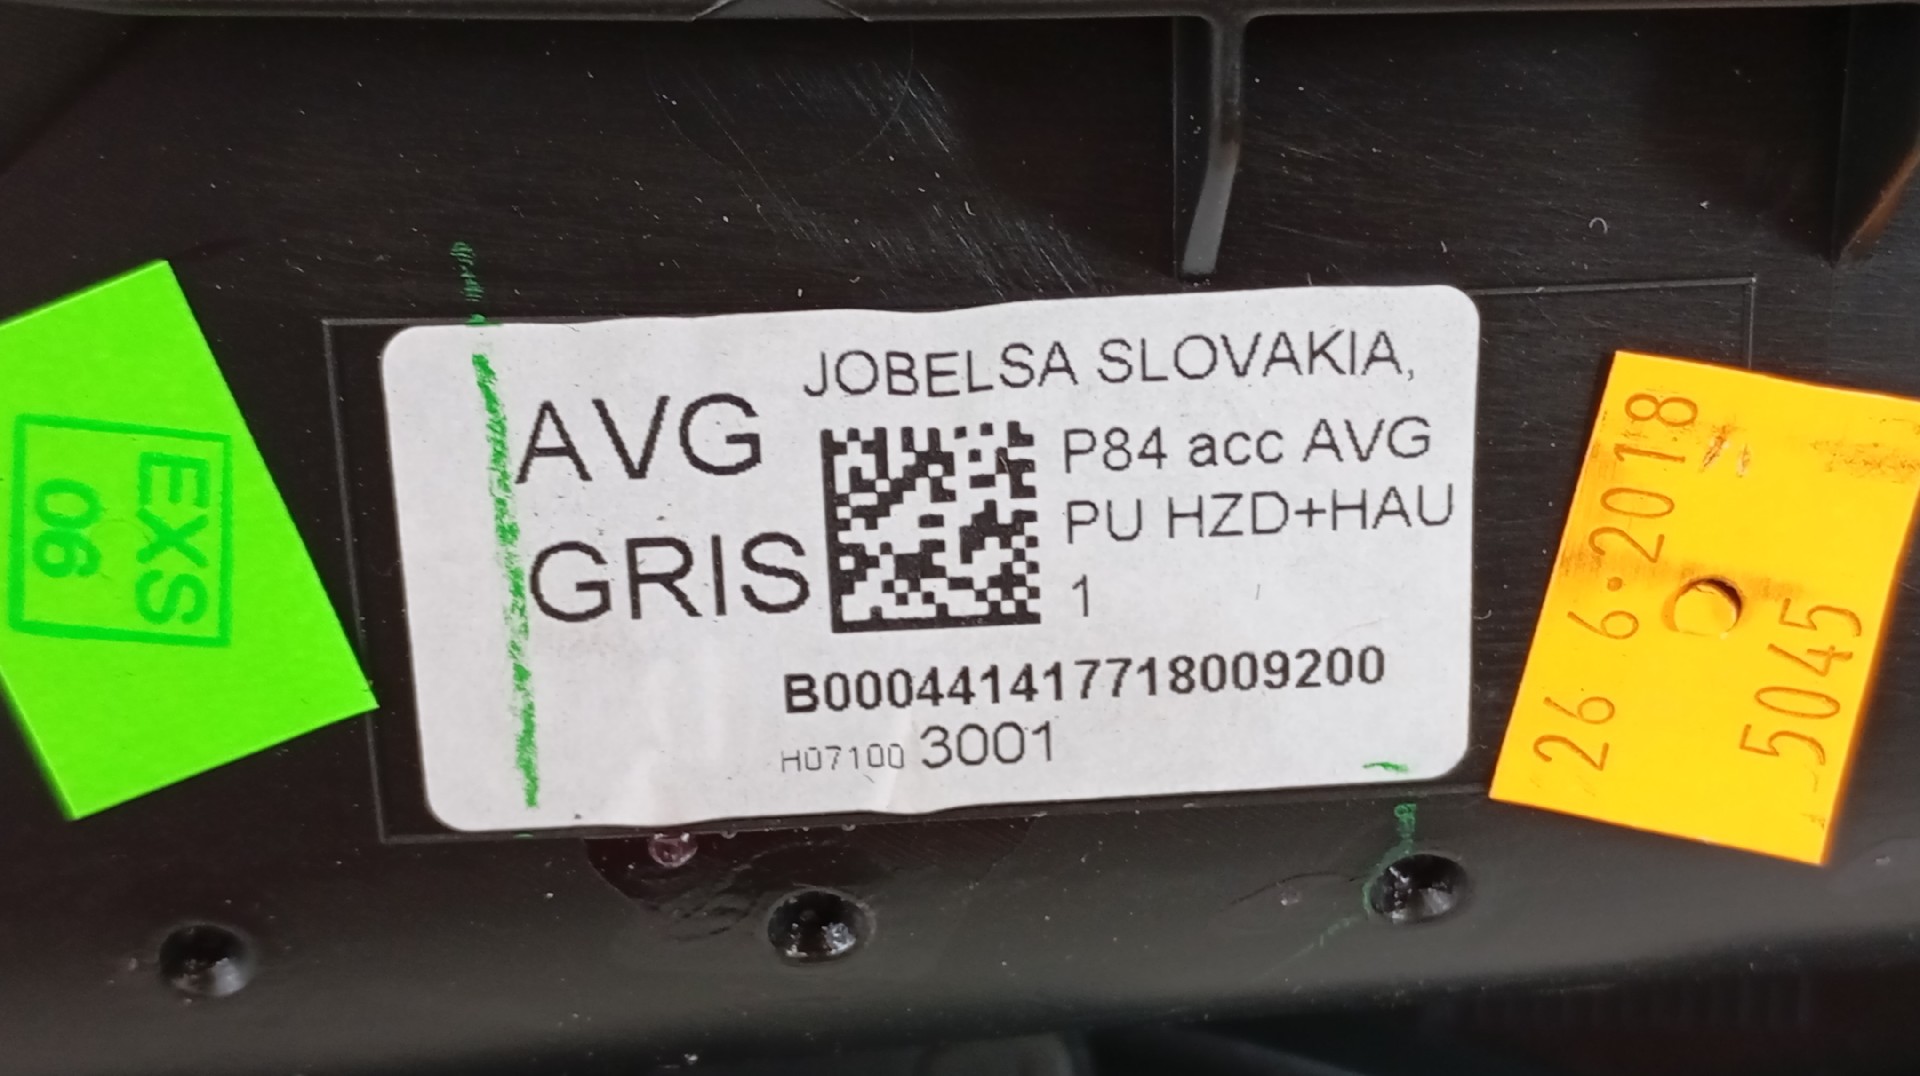 EXS
06
AVG
GRIS
JOBELSA SLOVAKIA,
P84 acc AVG
PU HZD+HAU
1
B000441417718009200
H07100 3001
26 6·2018
5045